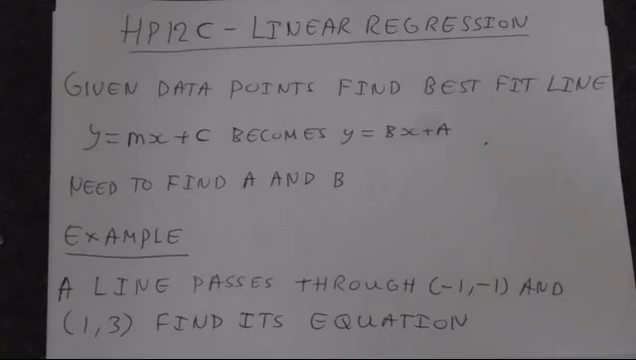 HP12C - LINEAR REGRESSION
GIVEN DATA POINTS FIND BEST FIT LINE
y=mx+C BECOMES y=Bx+A
NEED TO FIND A AND B
EXAMPLE
A LINE PASSES THROUGH (-1,-1) AND
(1,3) FIND ITS EQUATION